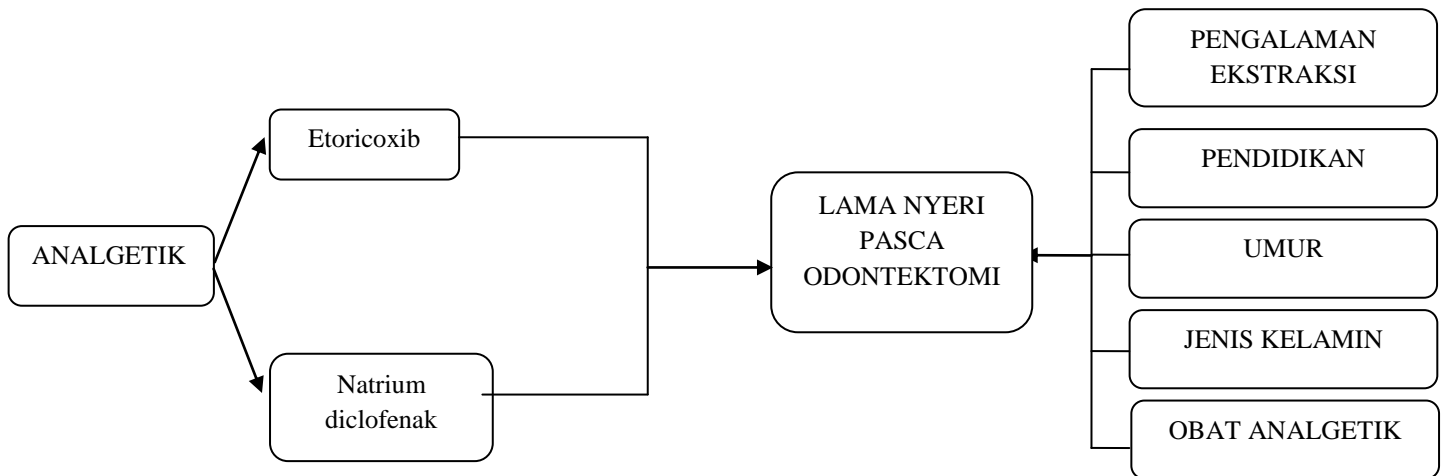 ANALGETIK
Etoricoxib
Natrium
diclofenak
LAMA NYERI
PASCA
ODONTEKTOMI
PENGALAMAN
EKSTRAKSI
PENDIDIKAN
UMUR
JENIS KELAMIN
OBAT ANALGETIK